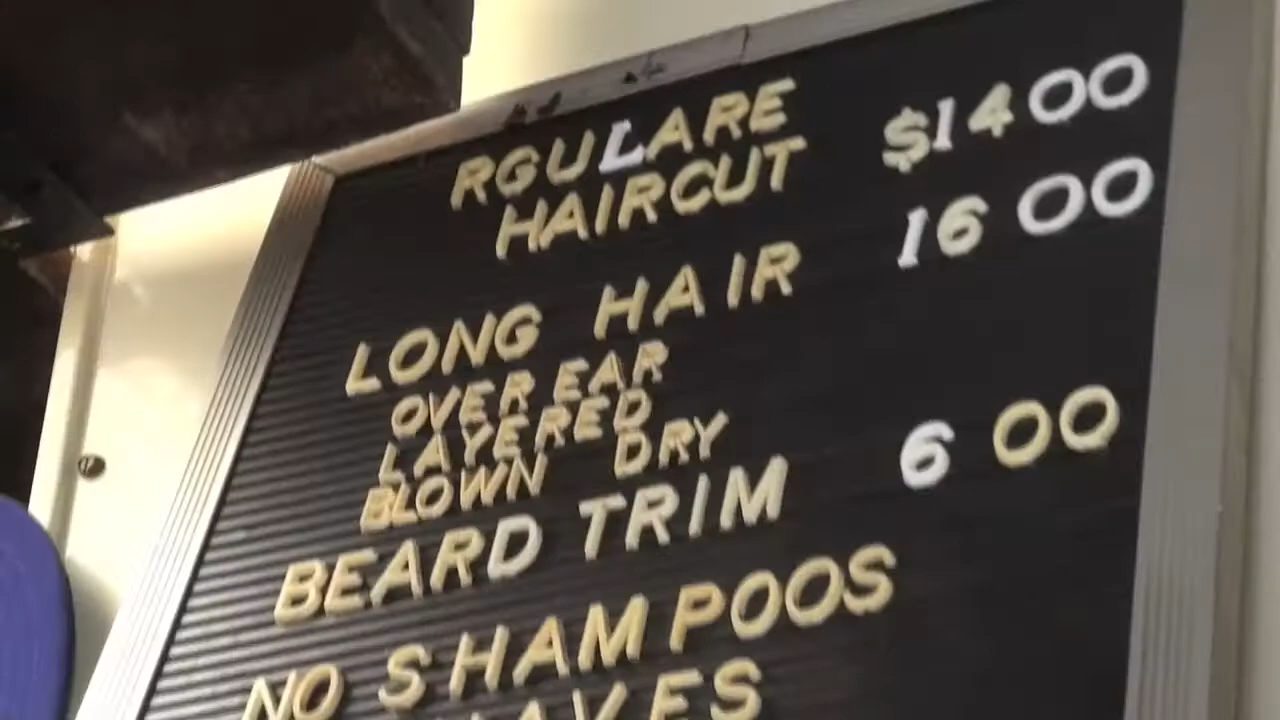 RGULARE $14 00
HAIRCUT
LONG HAIR 16 00
OVER EAR
LAYERED
BLOWN DRY
BEARD TRIM 6 00
NO SHAMPOOS